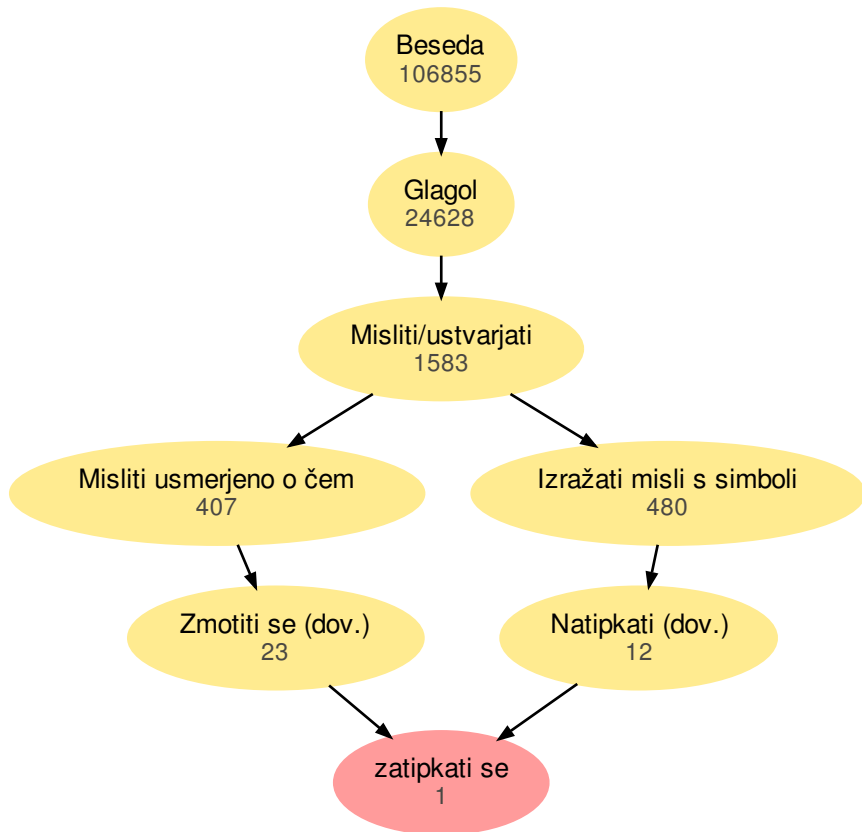 Beseda
106855
Glagol
24628
Misliti/ustvarjati
1583
Misliti usmerjeno o čem
407
Izražati misli s simboli
480
Zmotiti se (dov.)
23
Natipkati (dov.)
12
zatipkati se
1